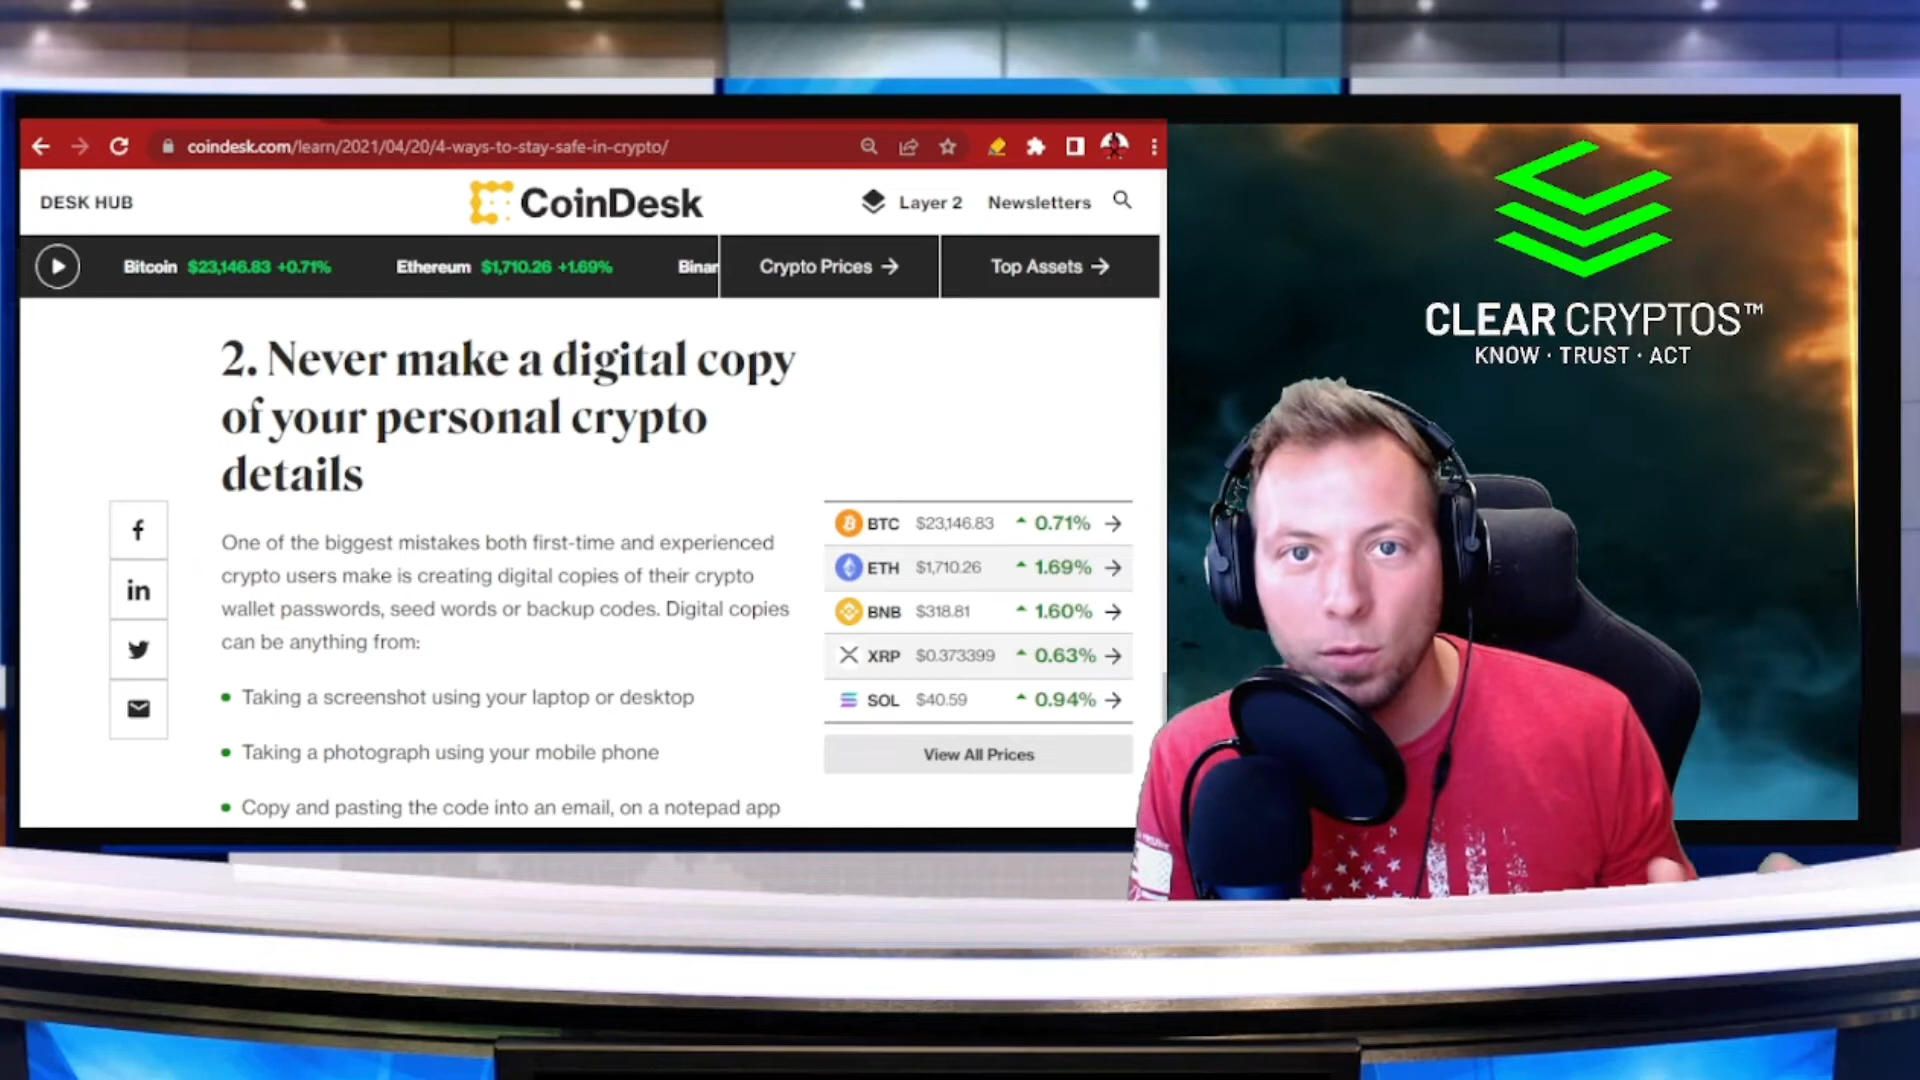 coindesk.com/learn/2021/04/20/4-ways-to-stay-safe-in-crypto/
DESK HUB
CoinDesk
Layer 2
Newsletters
Bitcoin $23,146.83 +0.71%
Ethereum $1,710.26 +1.69%
Binan
Crypto Prices →
Top Assets →
2. Never make a digital copy
of your personal crypto
details
One of the biggest mistakes both first-time and experienced
crypto users make is creating digital copies of their crypto
wallet passwords, seed words or backup codes. Digital copies
can be anything from:
• Taking a screenshot using your laptop or desktop
• Taking a photograph using your mobile phone
• Copy and pasting the code into an email, on a notepad app
f
in
BTC $23,146.83 0.71% →
ETH $1,710.26 1.69% →
BNB $318.81 1.60% →
XRP $0.373399 0.63% →
SOL $40.59 0.94% →
View All Prices
CLEAR CRYPTOS™
KNOW · TRUST · ACT